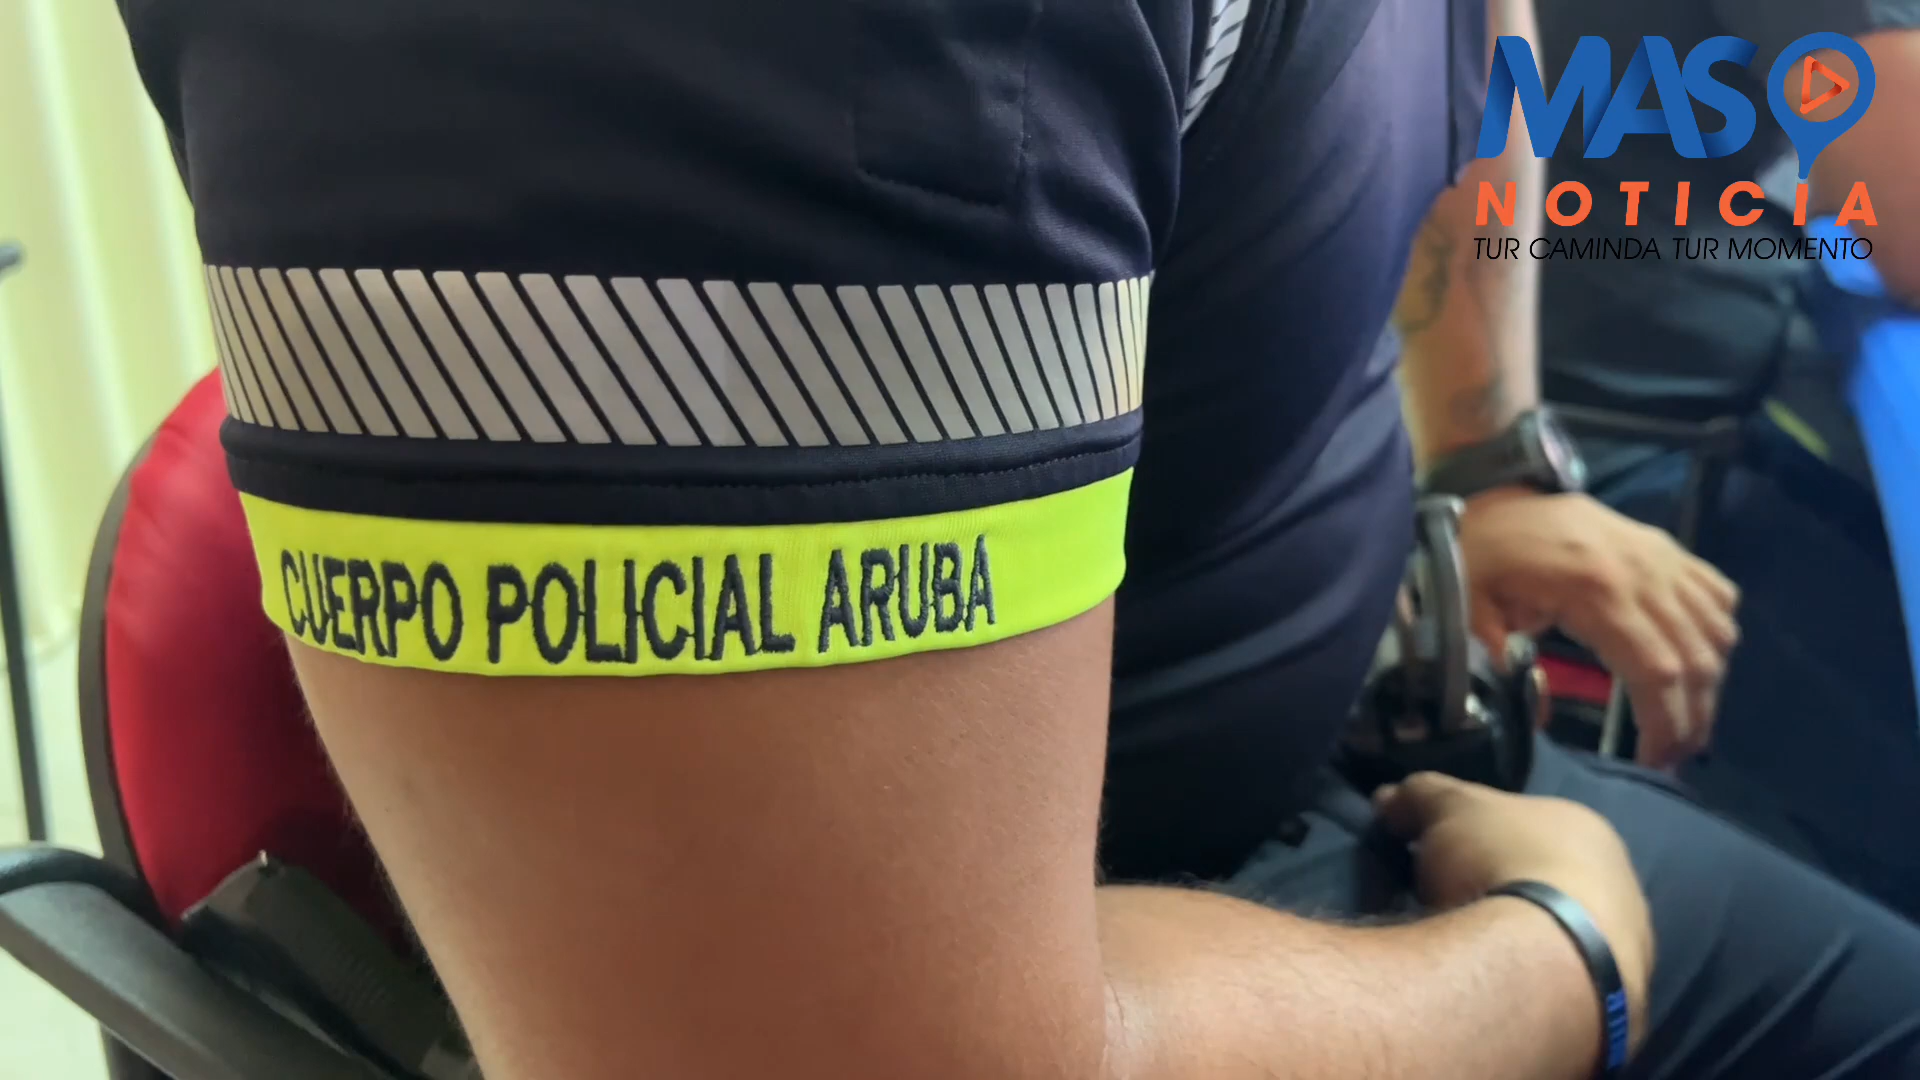 MAS
NOTICIA
TUR CAMINDA TUR MOMENTO
CUERPO POLICIAL ARUBA